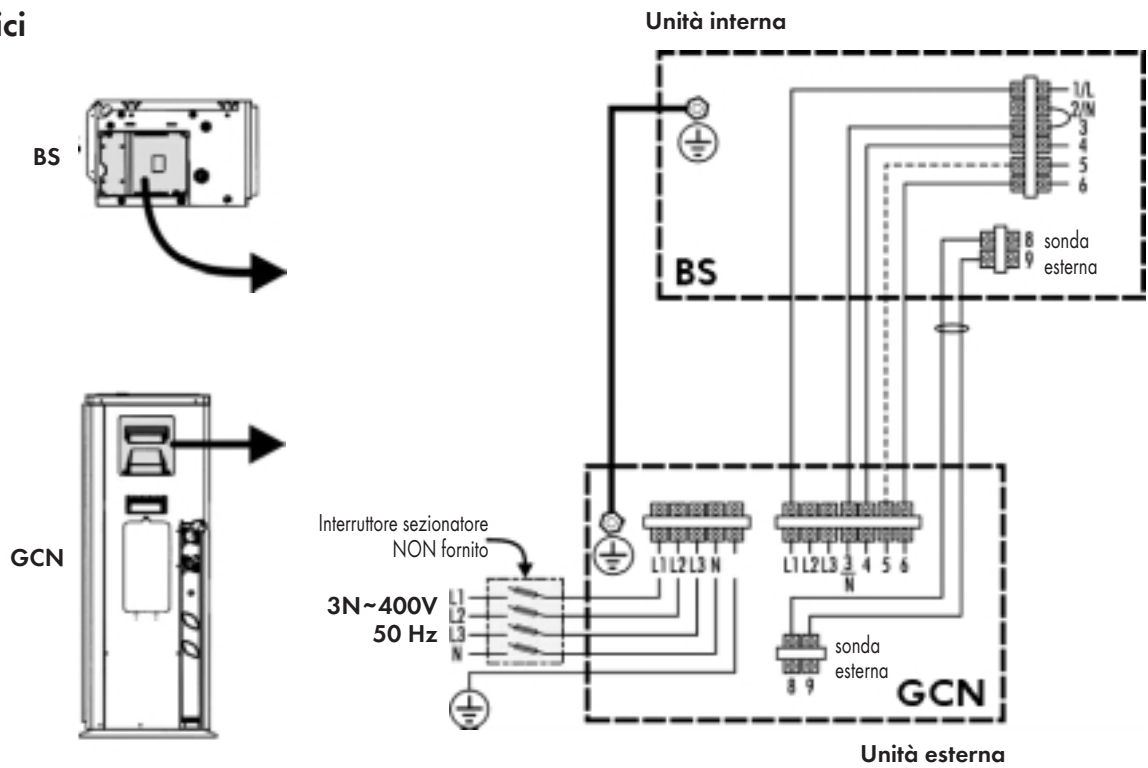 ici
Unità interna
BS
1/L
2/N
3
4
5
6
8 sonda
9 esterna
BS
GCN
Interruttore sezionatore
NON fornito
3N~400V
50 Hz
L1
L2
L3
N
L1 L2 L3 N
L1 L2 L3 3/N 4 5 6
sonda
esterna
8 9
GCN
Unità esterna